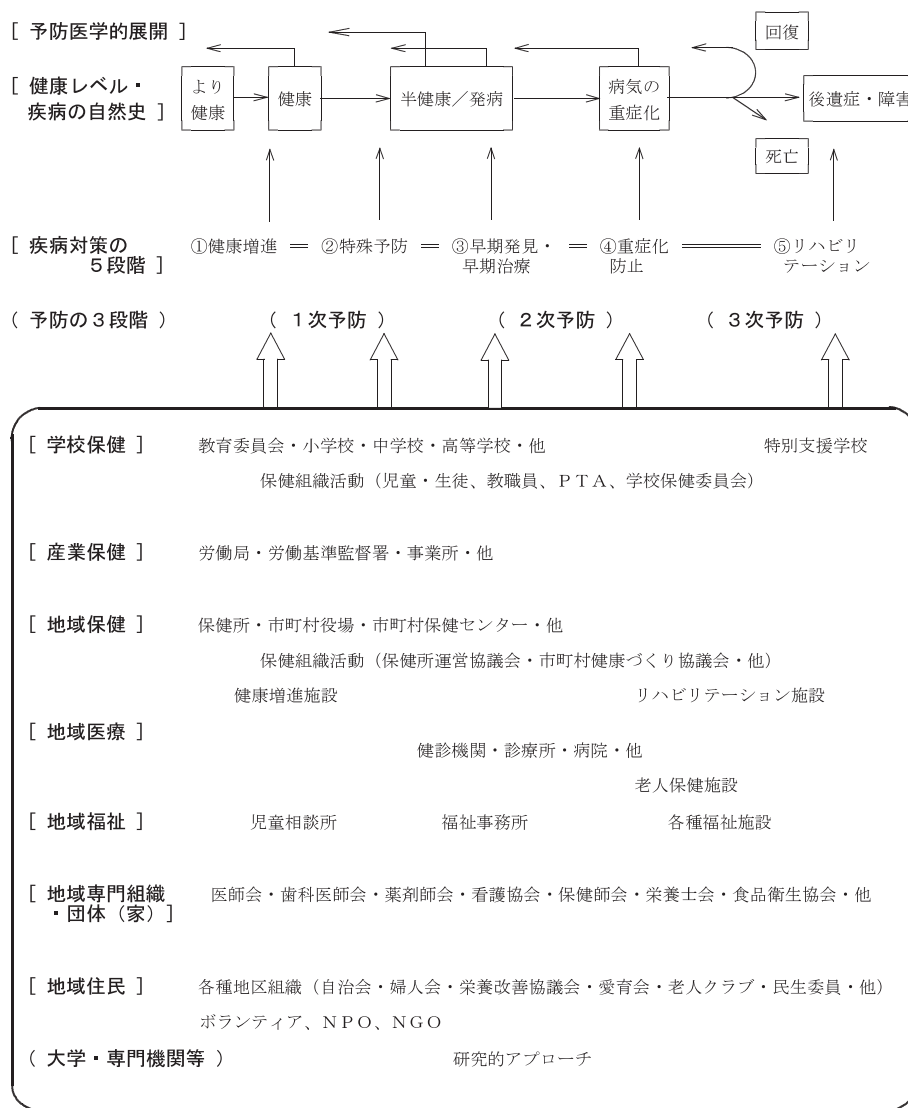 [ 予防医学的展開 ]
回復
[ 健康レベル・
疾病の自然史 ]
より
健康
健康
半健康／発病
病気の
重症化
後遺症・障害
死亡
[ 疾病対策の
５段階 ]
①健康増進 ＝ ②特殊予防 ＝ ③早期発見・
早期治療
＝ ④重症化
防止
⑤リハビリ
テーション
( 予防の３段階 )
( １次予防 )
( ２次予防 )
( ３次予防 )
[ 学校保健 ]
教育委員会・小学校・中学校・高等学校・他
特別支援学校
保健組織活動（児童・生徒、教職員、ＰＴＡ、学校保健委員会）
[ 産業保健 ]
労働局・労働基準監督署・事業所・他
[ 地域保健 ]
保健所・市町村役場・市町村保健センター・他
保健組織活動（保健所運営協議会・市町村健康づくり協議会・他）
健康増進施設
リハビリテーション施設
[ 地域医療 ]
健診機関・診療所・病院・他
老人保健施設
[ 地域福祉 ]
児童相談所
福祉事務所
各種福祉施設
[ 地域専門組織
・団体（家）]
医師会・歯科医師会・薬剤師会・看護協会・保健師会・栄養士会・食品衛生協会・他
[ 地域住民 ]
各種地区組織（自治会・婦人会・栄養改善協議会・愛育会・老人クラブ・民生委員・他）
ボランティア、ＮＰＯ、ＮＧＯ
( 大学・専門機関等 )
研究的アプローチ